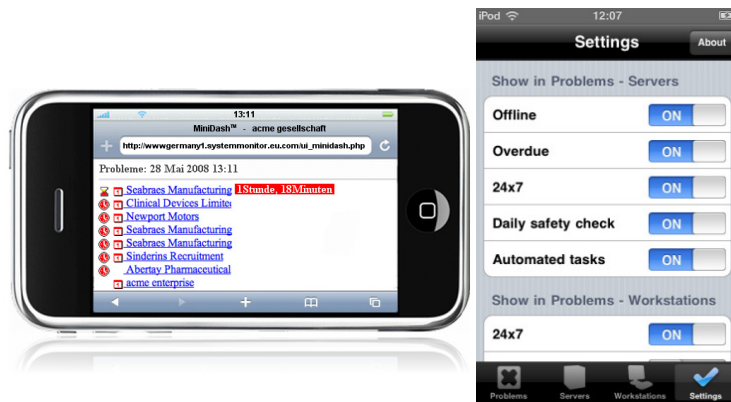 13:11
MiniDash™ - acme gesellschaft
http://wwwgermany1.systemmonitor.eu.com/ui_minidash.php
Probleme: 28 Mai 2008 13:11
Seabraes Manufacturing 1Stunde, 18Minuten
Clinical Devices Limite
Newport Motors
Seabraes Manufacturing
Seabraes Manufacturing
Sinderins Recruitment
Abertay Pharmaceutical
acme enterprise
iPod 12:07
Settings About
Show in Problems - Servers
Offline ON
Overdue ON
24x7 ON
Daily safety check ON
Automated tasks ON
Show in Problems - Workstations
24x7 ON
Problems Servers Workstations Settings